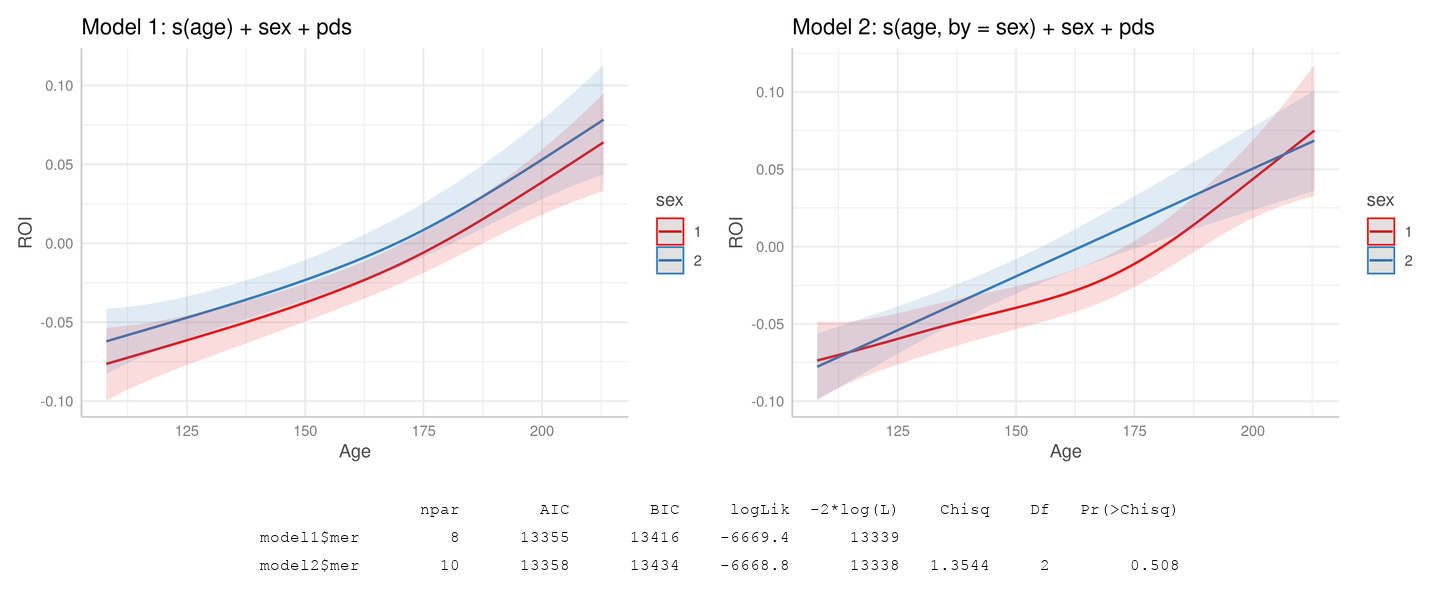 Model 1: s(age) + sex + pds
0.10
0.05
0.00
-0.05
-0.10
ROI
125 150 175 200
Age
sex
1
2
Model 2: s(age, by = sex) + sex + pds
0.10
0.05
0.00
-0.05
-0.10
ROI
125 150 175 200
Age
sex
1
2
npar AIC BIC logLik -2*log(L) Chisq Df Pr(>Chisq)
model1$mer 8 13355 13416 -6669.4 13339
model2$mer 10 13358 13434 -6668.8 13338 1.3544 2 0.508